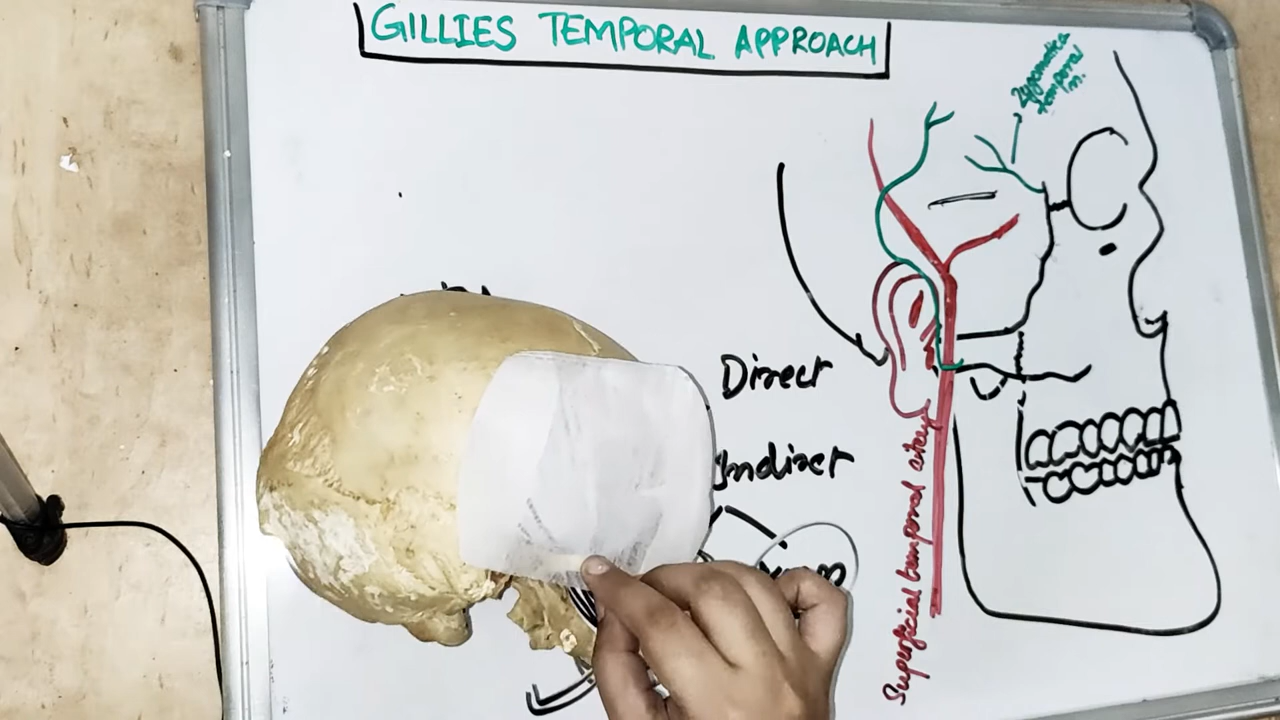 GILLIES TEMPORAL APPROACH
Zygomatico
temporal
n.
Direct
Indirect
Superficial temporal artery